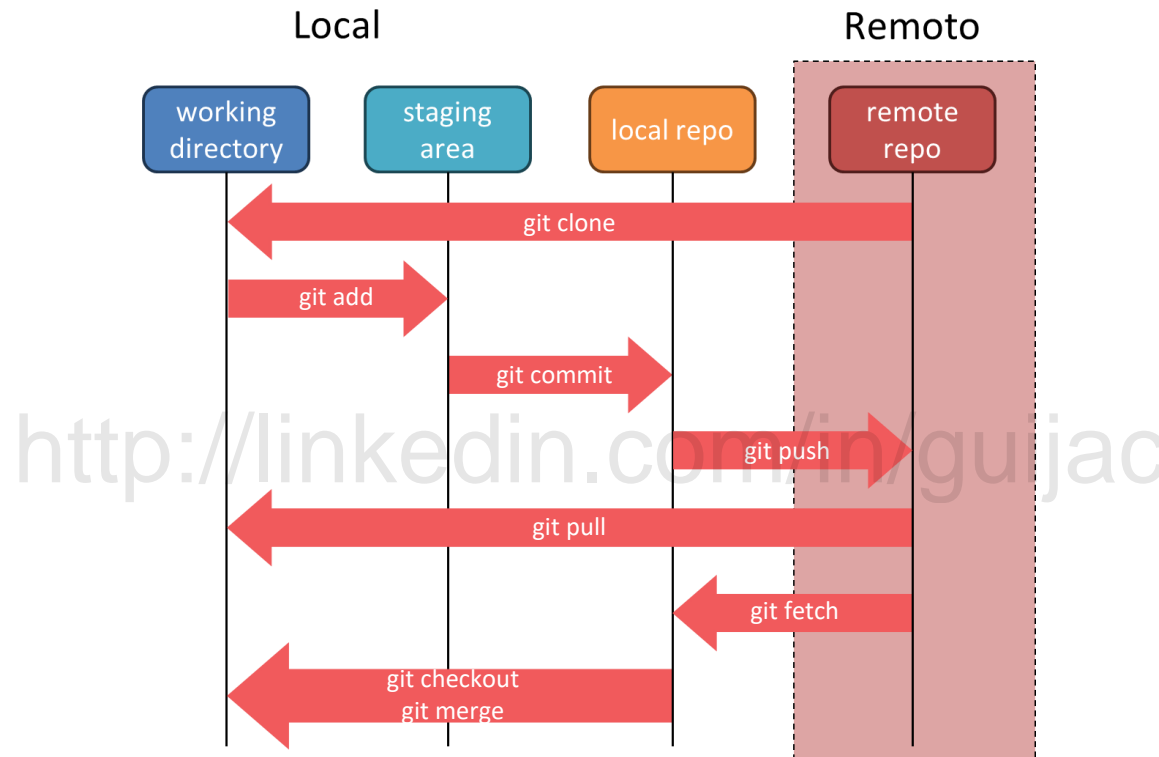 Local
Remoto
working
directory
staging
area
local repo
remote
repo
git clone
git add
git commit
http://linkedin.com/in/guijac
git push
git pull
git fetch
git checkout
git merge